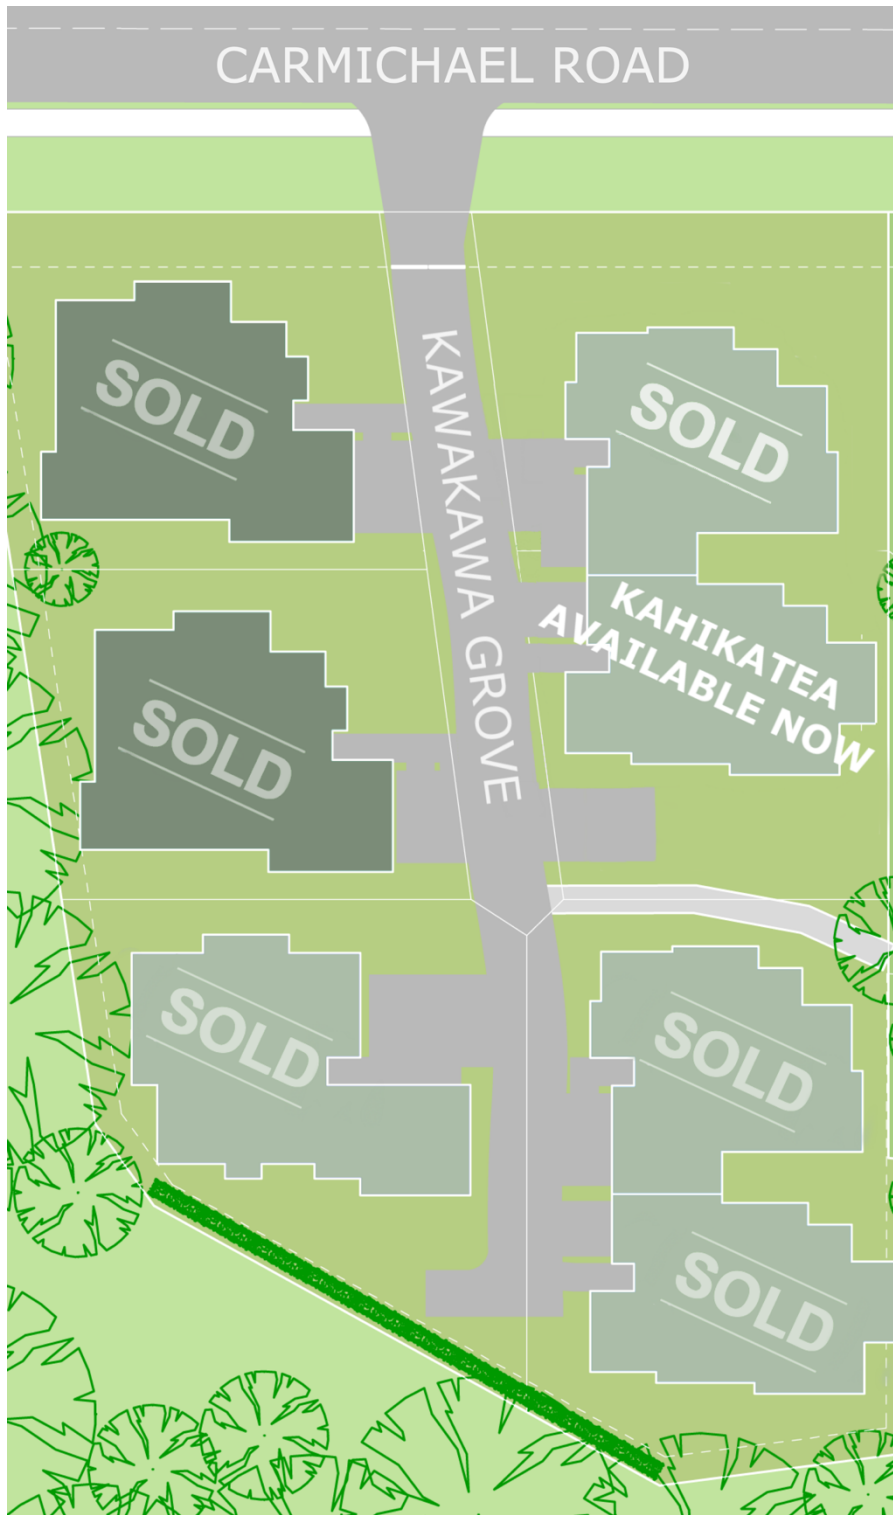 CARMICHAEL ROAD
KAWAKAWA GROVE
SOLD
SOLD
KAHIKATEA
AVAILABLE NOW
SOLD
SOLD
SOLD
SOLD